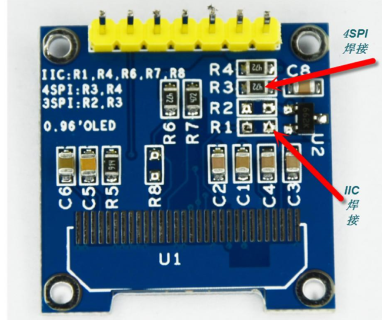 4SPI
焊接
IIC:R1,R4,R6,R7,R8
4SPI:R3,R4
3SPI:R2,R3
0.96'OLED
R4
C8
R3
R2
R1
U2
R6
R7
C6
C5
R5
R8
C2
C1
C4
C3
IIC
焊
接
U1